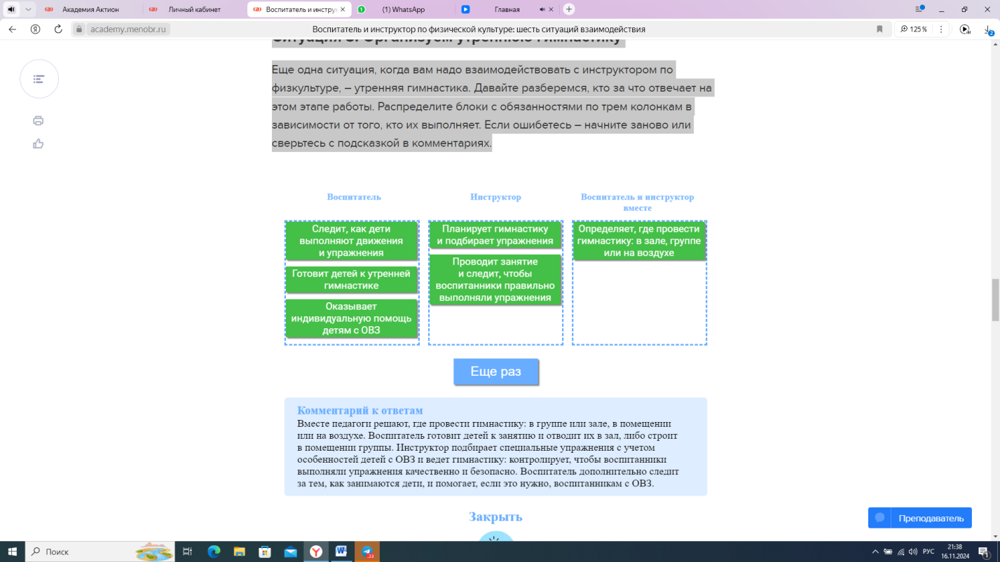 Академия Актион
Личный кабинет
Воспитатель и инструк
(1) WhatsApp
Главная
academy.menobr.ru
Воспитатель и инструктор по физической культуре: шесть ситуаций взаимодействия
125 %
2
Еще одна ситуация, когда вам надо взаимодействовать с инструктором по
физкультуре, – утренняя гимнастика. Давайте разберемся, кто за что отвечает на
этом этапе работы. Распределите блоки с обязанностями по трем колонкам в
зависимости от того, кто их выполняет. Если ошибетесь – начните заново или
сверьтесь с подсказкой в комментариях.
Воспитатель
Следит, как дети
выполняют движения
и упражнения
Готовит детей к утренней
гимнастике
Оказывает
индивидуальную помощь
детям с ОВЗ
Инструктор
Планирует гимнастику
и подбирает упражнения
Проводит занятие
и следит, чтобы
воспитанники правильно
выполняли упражнения
Воспитатель и инструктор
вместе
Определяет, где провести
гимнастику: в зале, группе
или на воздухе
Еще раз
Комментарий к ответам
Вместе педагоги решают, где провести гимнастику: в группе или зале, в помещении
или на воздухе. Воспитатель готовит детей к занятию и отводит их в зал, либо строит
в помещении группы. Инструктор подбирает специальные упражнения с учетом
особенностей детей с ОВЗ и ведет гимнастику: контролирует, чтобы воспитанники
выполняли упражнения качественно и безопасно. Воспитатель дополнительно следит
за тем, как занимаются дети, и помогает, если это нужно, воспитанникам с ОВЗ.
Закрыть
Преподаватель
Поиск
23
РУС
21:38
16.11.2024
1